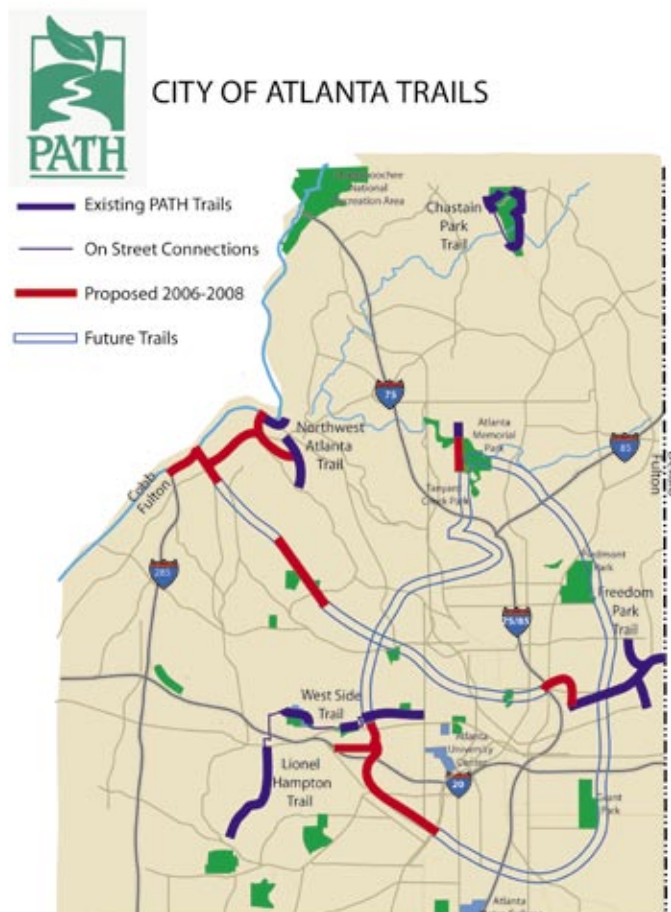 PATH
CITY OF ATLANTA TRAILS
Existing PATH Trails
On Street Connections
Proposed 2006-2008
Future Trails
National
Recreation Area
Chastain
Park
Trail
75
Atlanta
Memorial
Park
85
Fulton
Northwest
Atlanta
Trail
Cobb
Fulton
Tanyard
Creek Park
285
Piedmont
Park
Freedom
Park
Trail
75/85
West Side
Trail
Atlanta
University
Center
Lionel
Hampton
Trail
20
Grant
Park
Atlanta